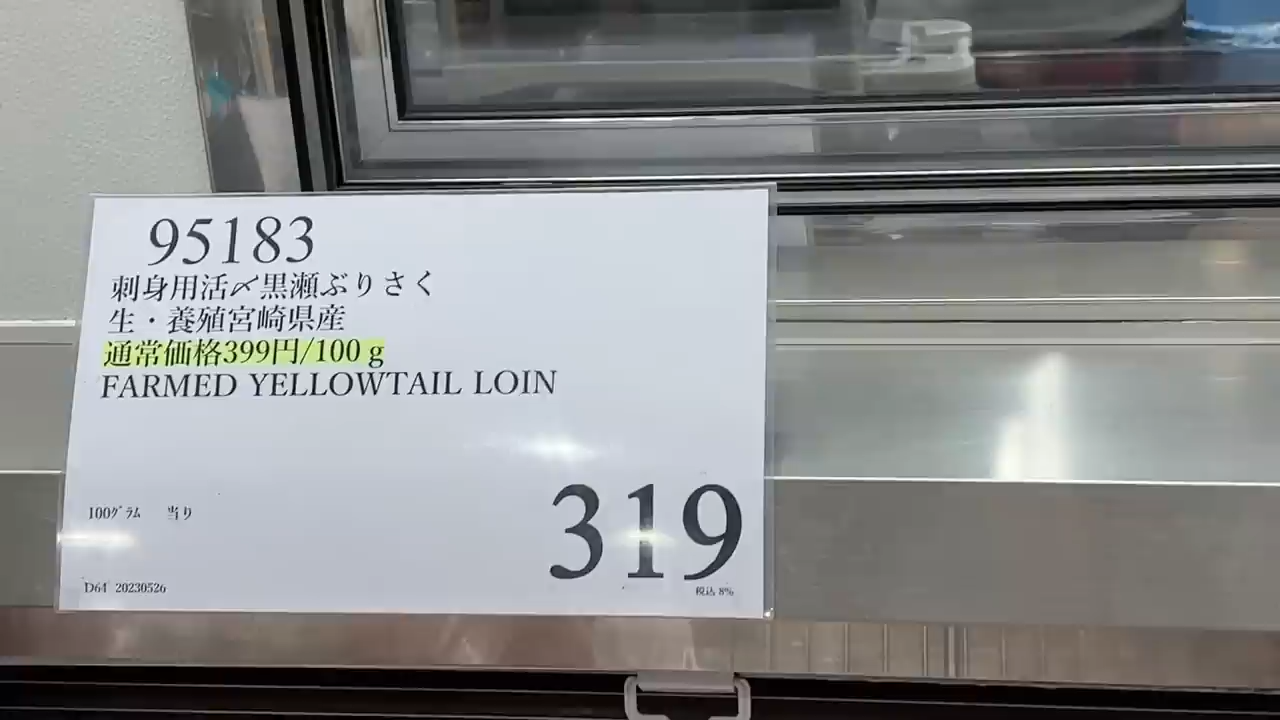 95183
刺身用活〆黒瀬ぶりさく
生・養殖宮崎県産
通常価格399円/100ｇ
FARMED YELLOWTAIL LOIN
100ｸﾞﾗﾑ 当り
319
D64 20230526
税込 8%